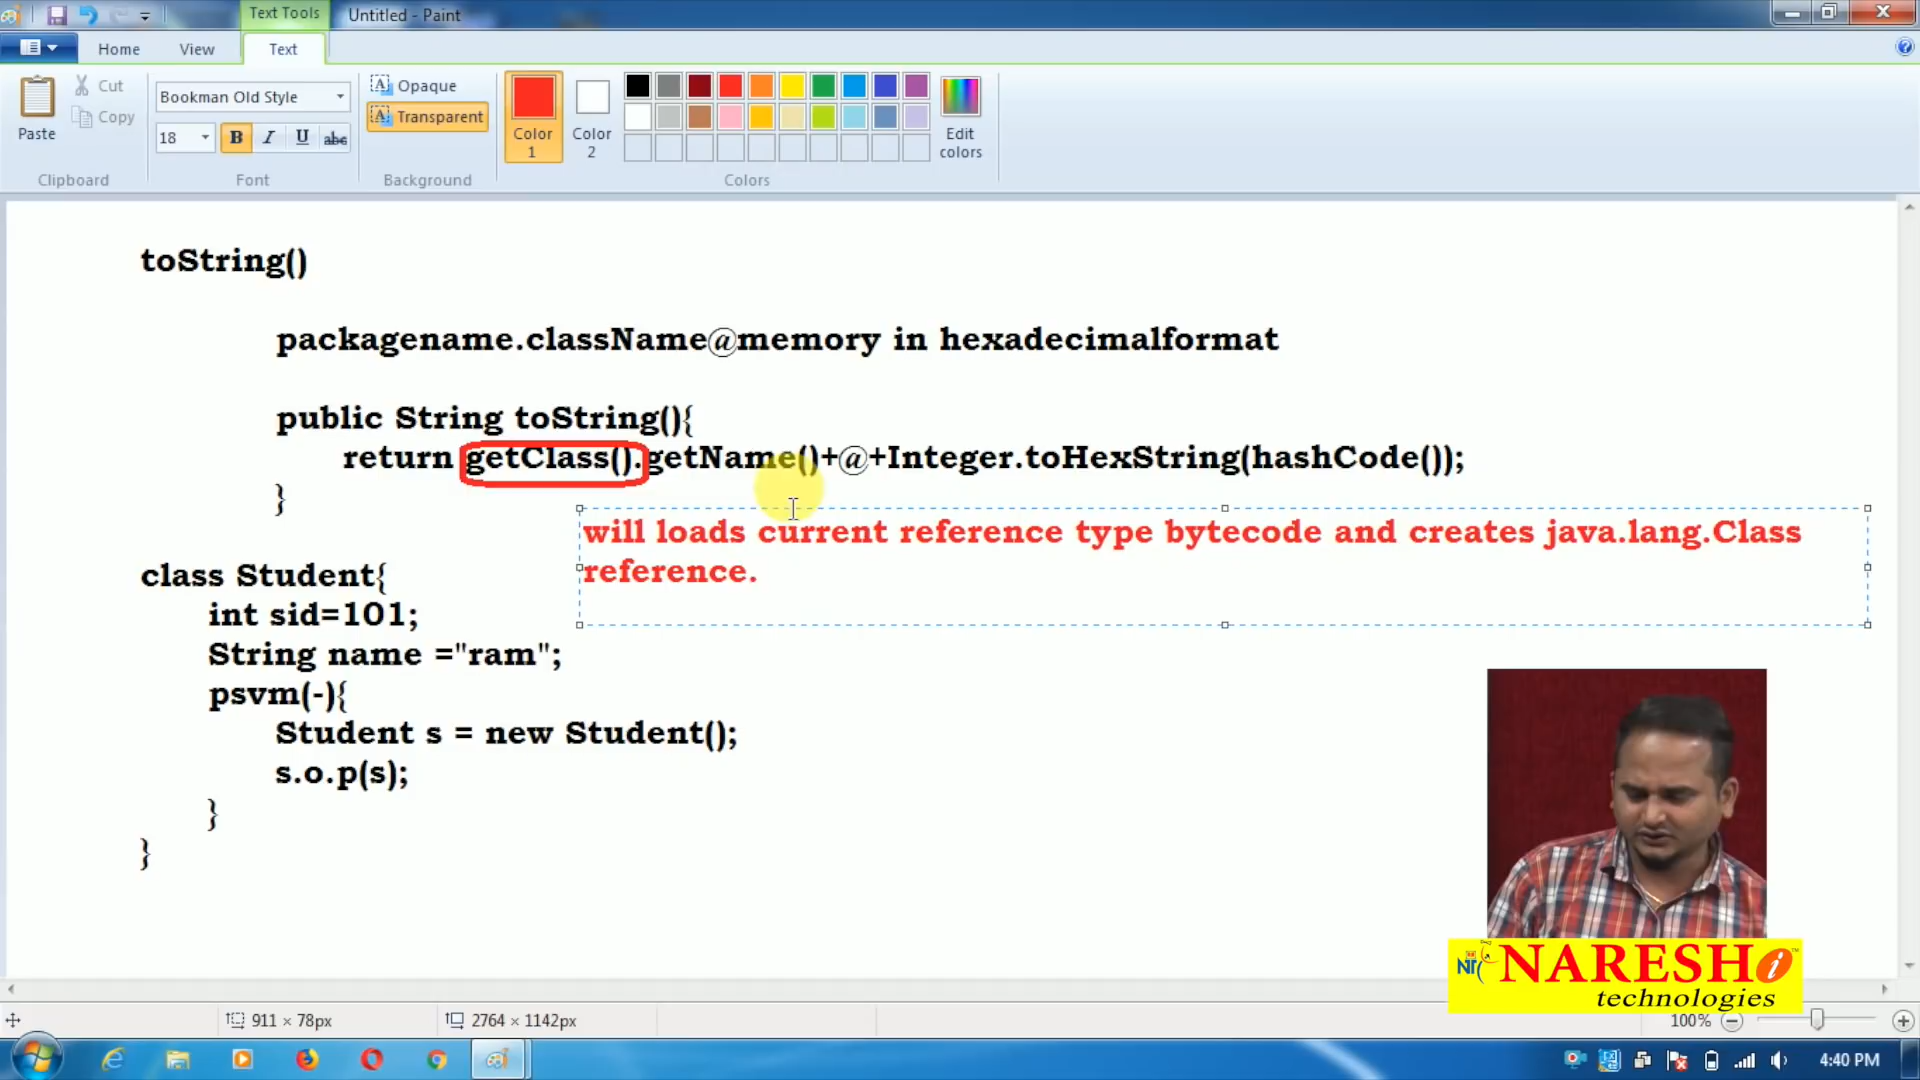 Text Tools
Untitled - Paint
Home
View
Text
Paste
Cut
Copy
Clipboard
Bookman Old Style
18
B
I
U
abc
Font
Opaque
Transparent
Background
Color
1
Color
2
Edit
colors
Colors
toString()
packagename.className@memory in hexadecimalformat
public String toString(){
return getClass().getName()+@+Integer.toHexString(hashCode());
}
will loads current reference type bytecode and creates java.lang.Class
reference.
class Student{
int sid=101;
String name ="ram";
psvm(-){
Student s = new Student();
s.o.p(s);
}
}
NARESH i
technologies
911 × 78px
2764 × 1142px
100%
4:40 PM